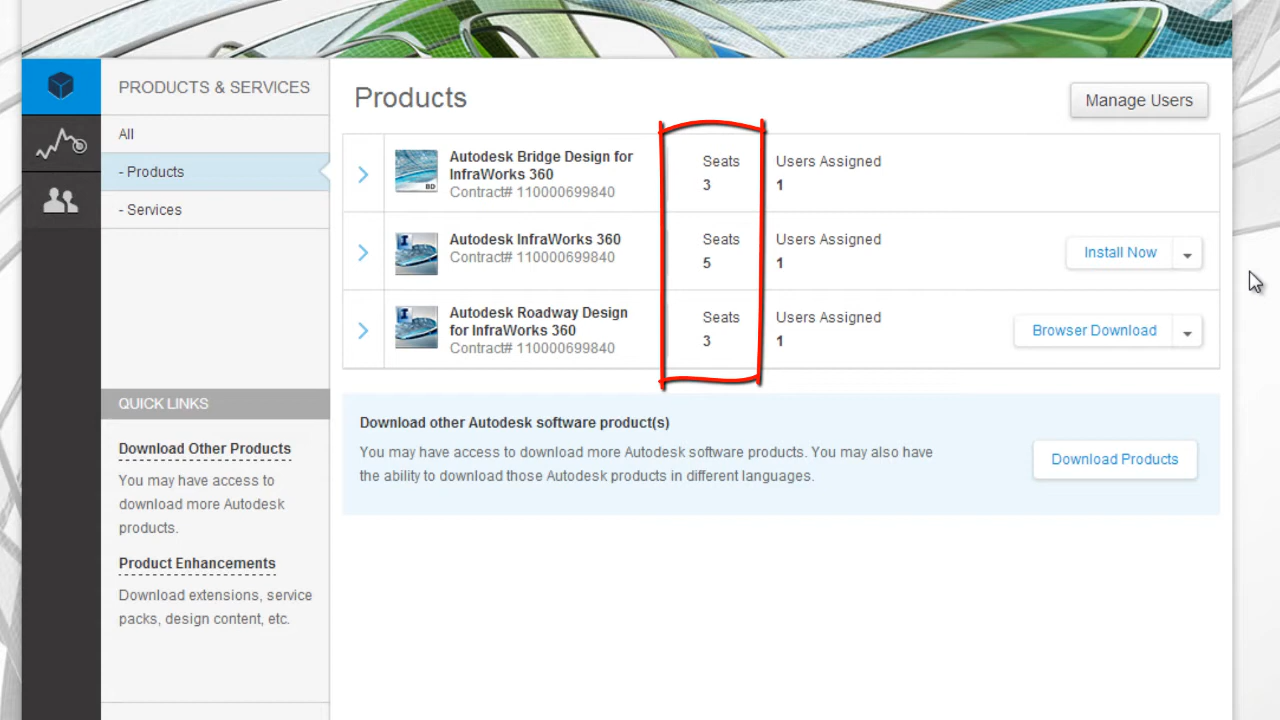 PRODUCTS & SERVICES
All
- Products
- Services
QUICK LINKS
Download Other Products
You may have access to
download more Autodesk
products.
Product Enhancements
Download extensions, service
packs, design content, etc.
Products
Manage Users
BD
Autodesk Bridge Design for
InfraWorks 360
Contract# 110000699840
Seats
3
Users Assigned
1
I
Autodesk InfraWorks 360
Contract# 110000699840
Seats
5
Users Assigned
1
Install Now
I
Autodesk Roadway Design
for InfraWorks 360
Contract# 110000699840
Seats
3
Users Assigned
1
Browser Download
Download other Autodesk software product(s)
You may have access to download more Autodesk software products. You may also have
the ability to download those Autodesk products in different languages.
Download Products